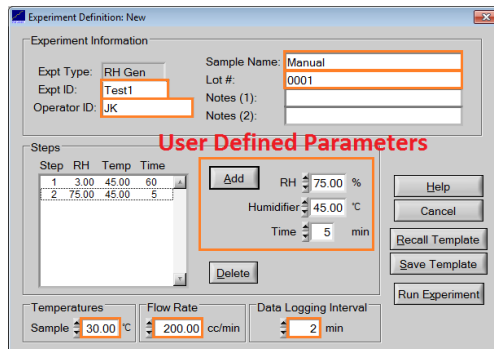 Experiment Definition: New
Experiment Information
Expt Type: RH Gen
Expt ID: Test1
Operator ID: JK
Sample Name: Manual
Lot #: 0001
Notes (1):
Notes (2):
User Defined Parameters
Steps
Step RH Temp Time
1 3.00 45.00 60
2 75.00 45.00 5
Add
RH 75.00 %
Humidifier 45.00 °C
Time 5 min
Delete
Help
Cancel
Recall Template
Save Template
Run Experiment
Temperatures
Sample 30.00 °C
Flow Rate
200.00 cc/min
Data Logging Interval
2 min